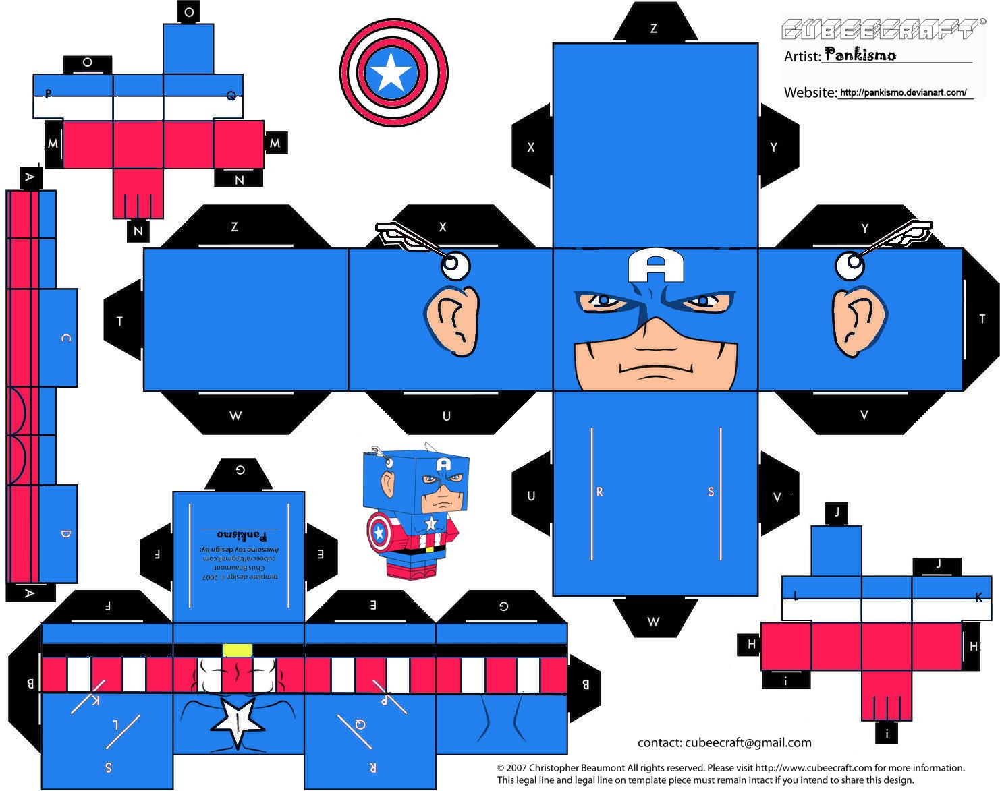 O
Z
CUBEECRAFT©
Artist: Pankismo
Website: http://pankismo.devianart.com/
O
P
Q
M
M
N
N
A
X
Y
Z
X
Y
A
T
T
W
U
V
C
D
A
R
S
U
V
W
G
F
E
Pankismo
Awesome toy design by:
cubeecraft@gmail.com
Chris Beaumont
template design © 2007
A
J
J
L
K
H
H
i
i
F
E
G
B
B
K
L
P
Q
S
R
contact: cubeecraft@gmail.com
© 2007 Christopher Beaumont All rights reserved. Please visit http://www.cubeecraft.com for more information.
This legal line and legal line on template piece must remain intact if you intend to share this design.